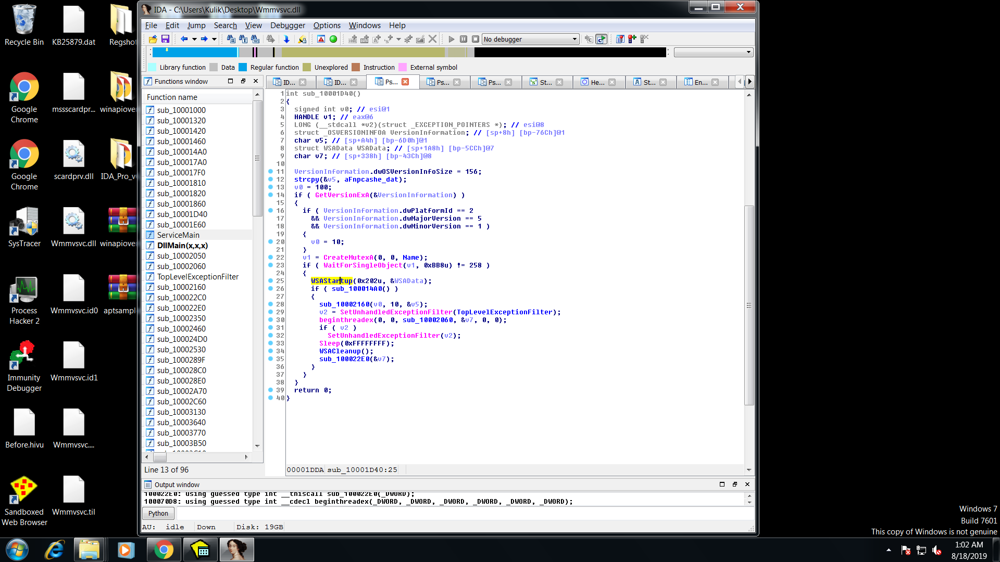 IDA - C:\Users\Kulik\Desktop\Wmmvsvc.dll
File Edit Jump Search View Debugger Options Windows Help
No debugger
Library function Data Regular function Unexplored Instruction External symbol
Functions window
ID... ID... Ps... Ps... Ps... St... He... St... En...
Function name
sub_10001000
sub_10001320
sub_10001420
sub_10001460
sub_100014A0
sub_100017A0
sub_100017F0
sub_10001810
sub_10001820
sub_10001860
sub_10001D40
sub_10001E60
ServiceMain
DllMain(x,x,x)
sub_10002050
sub_10002060
TopLevelExceptionFilter
sub_10002160
sub_100022C0
sub_100022E0
sub_10002350
sub_10002460
sub_100024D0
sub_10002530
sub_1000289F
sub_100028C0
sub_100028E0
sub_10002A70
sub_10002C60
sub_10003130
sub_10003640
sub_10003770
sub_10003B50
Line 13 of 96
1 int sub_10001D40()
2 {
3 signed int v0; // esi@1
4 HANDLE v1; // eax@6
5 LONG (__stdcall *v2)(struct _EXCEPTION_POINTERS *); // esi@8
6 struct _OSVERSIONINFOA VersionInformation; // [sp+8h] [bp-76Ch]@1
7 char v5; // [sp+A4h] [bp-6D0h]@1
8 struct WSAData WSAData; // [sp+1A8h] [bp-5CCh]@7
9 char v7; // [sp+338h] [bp-43Ch]@8
10
11 VersionInformation.dwOSVersionInfoSize = 156;
12 strcpy(&v5, aFnpcashe_dat);
13 v0 = 100;
14 if ( GetVersionExA(&VersionInformation) )
15 {
16 if ( VersionInformation.dwPlatformId == 2
17 && VersionInformation.dwMajorVersion == 5
18 && VersionInformation.dwMinorVersion == 1 )
19 {
20 v0 = 10;
21 }
22 v1 = CreateMutexA(0, 0, Name);
23 if ( WaitForSingleObject(v1, 0xBB8u) != 258 )
24 {
25 WSAStartup(0x202u, &WSAData);
26 if ( sub_100014A0() )
27 {
28 sub_10002160(v0, 10, &v5);
29 v2 = SetUnhandledExceptionFilter(TopLevelExceptionFilter);
30 beginthreadex(0, 0, sub_10002060, &v7, 0, 0);
31 if ( v2 )
32 SetUnhandledExceptionFilter(v2);
33 Sleep(0xFFFFFFFF);
34 WSACleanup();
35 sub_100022E0(&v7);
36 }
37 }
38 }
39 return 0;
40 }
00001DDA sub_10001D40:25
Output window
100022E0: using guessed type int __thiscall sub_100022E0(_DWORD);
100070D8: using guessed type int __cdecl beginthreadex(_DWORD, _DWORD, _DWORD, _DWORD, _DWORD, _DWORD);
Python
AU: idle Down Disk: 19GB
Recycle Bin
KB25879.dat
Regshot
Google Chrome
mssscardpr...
winapiover
Google Chrome
scardprv.dll
IDA_Pro_v
SysTracer
Wmmvsvc.dll
winapiover
Process Hacker 2
Wmmvsvc.id0
aptsampl
Immunity Debugger
Wmmvsvc.id1
Before.hivu
Wmmvsvc....
Sandboxed Web Browser
Wmmvsvc.til
Windows 7
Build 7601
This copy of Windows is not genuine
1:02 AM
8/18/2019